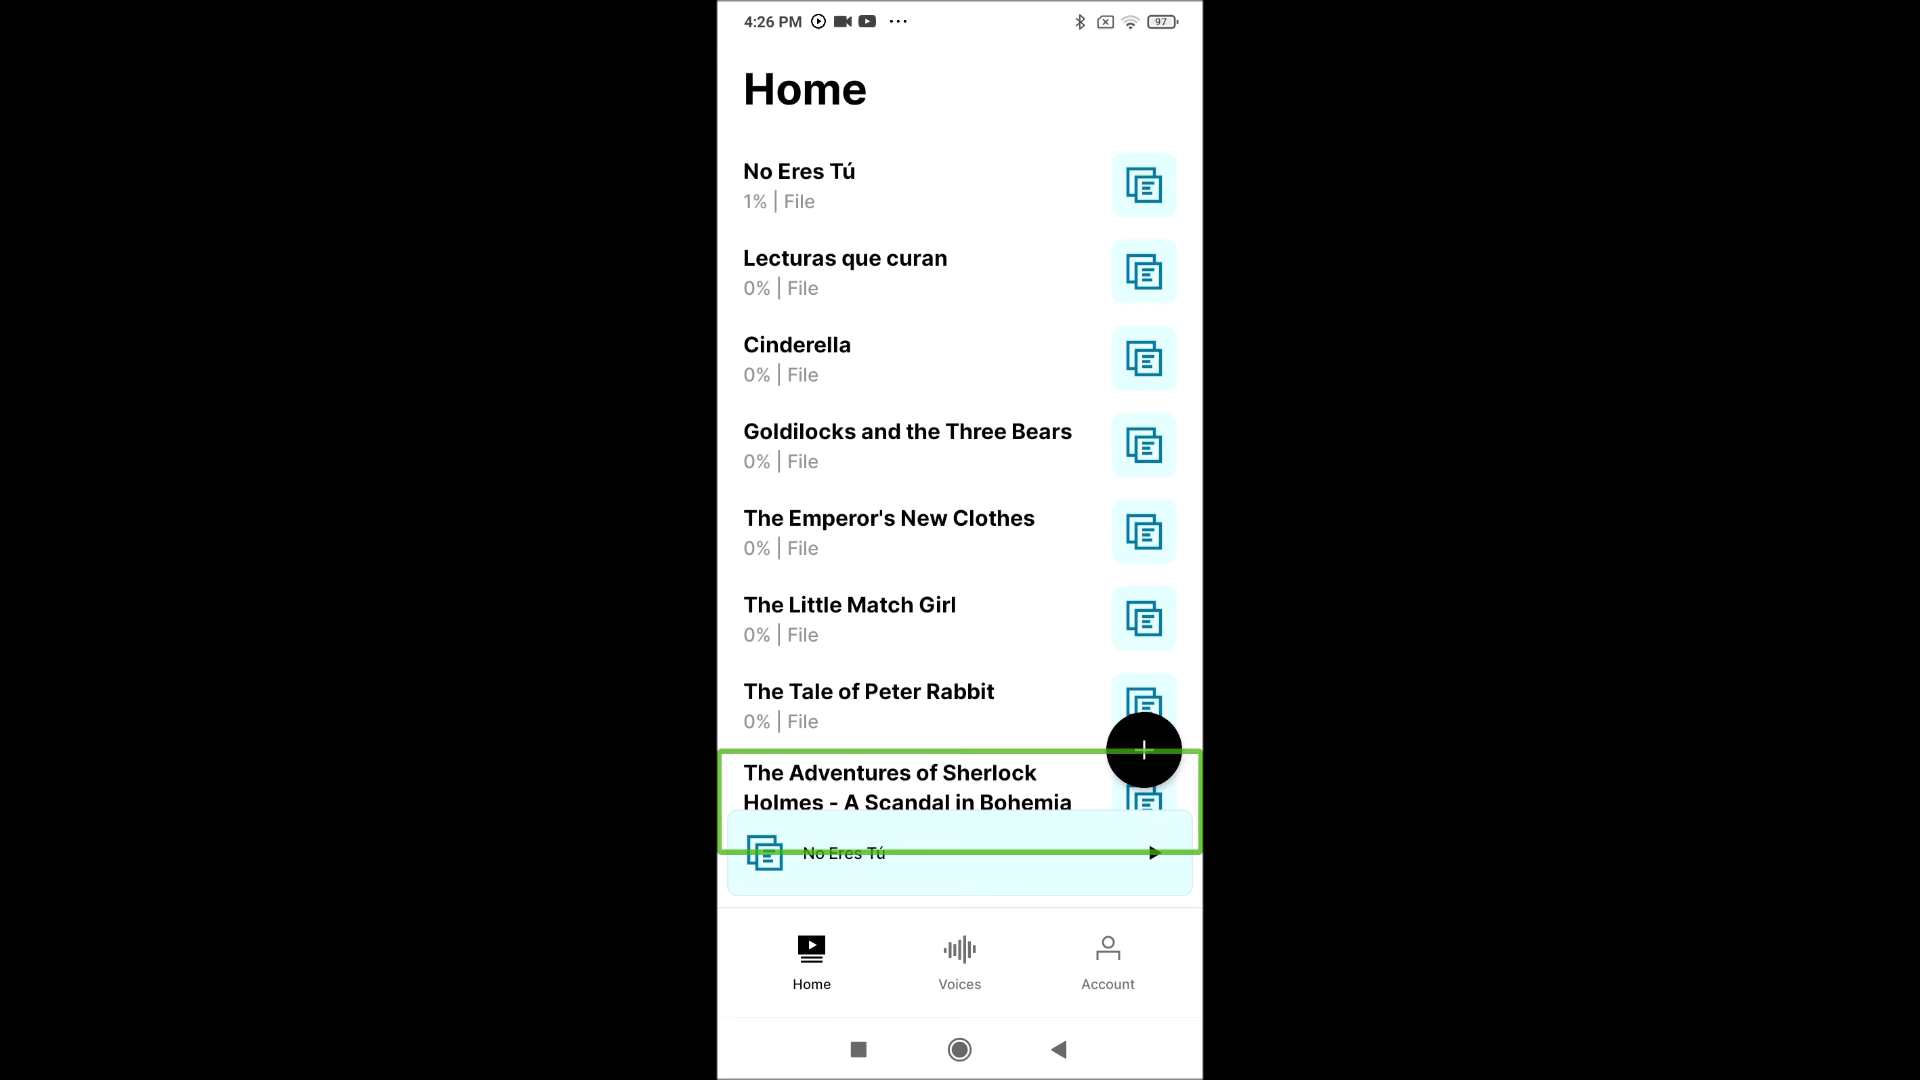 4:26 PM
97
Home
No Eres Tú
1% | File
Lecturas que curan
0% | File
Cinderella
0% | File
Goldilocks and the Three Bears
0% | File
The Emperor's New Clothes
0% | File
The Little Match Girl
0% | File
The Tale of Peter Rabbit
0% | File
The Adventures of Sherlock
Holmes - A Scandal in Bohemia
No Eres Tú
Home
Voices
Account